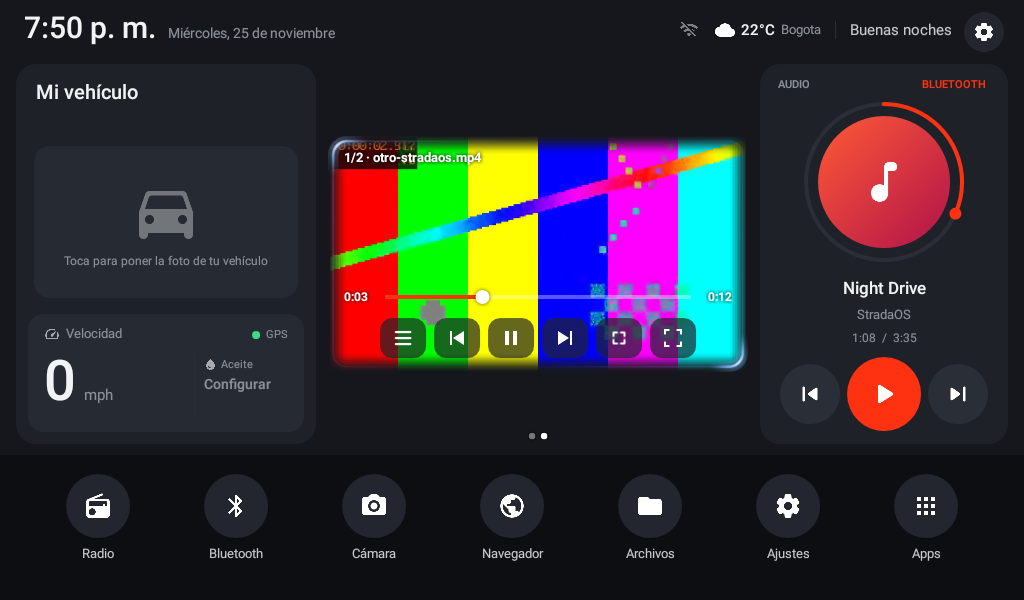 7:50 p. m.
Miércoles, 25 de noviembre
22°C Bogota
Buenas noches
Mi vehículo
Toca para poner la foto de tu vehículo
Velocidad
GPS
0 mph
Aceite
Configurar
1/2 · otro-stradaos.mp4
0:03
0:12
AUDIO
BLUETOOTH
Night Drive
StradaOS
1:08 / 3:35
Radio
Bluetooth
Cámara
Navegador
Archivos
Ajustes
Apps